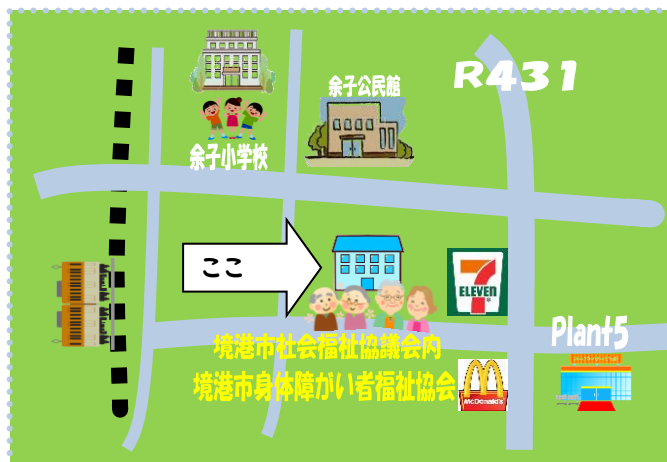 R431
余子公民館
余子小学校
ここ
7
ELEVEN
Plant5
境港市社会福祉協議会内
境港市身体障がい者福祉協会
McDonald's